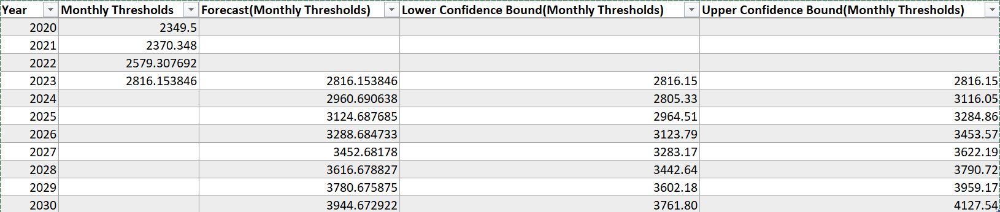 Year Monthly Thresholds Forecast(Monthly Thresholds) Lower Confidence Bound(Monthly Thresholds) Upper Confidence Bound(Monthly Thresholds)
2020 2349.5
2021 2370.348
2022 2579.307692
2023 2816.153846 2816.153846 2816.15 2816.15
2024 2960.690638 2805.33 3116.05
2025 3124.687685 2964.51 3284.86
2026 3288.684733 3123.79 3453.57
2027 3452.68178 3283.17 3622.19
2028 3616.678827 3442.64 3790.72
2029 3780.675875 3602.18 3959.17
2030 3944.672922 3761.80 4127.54